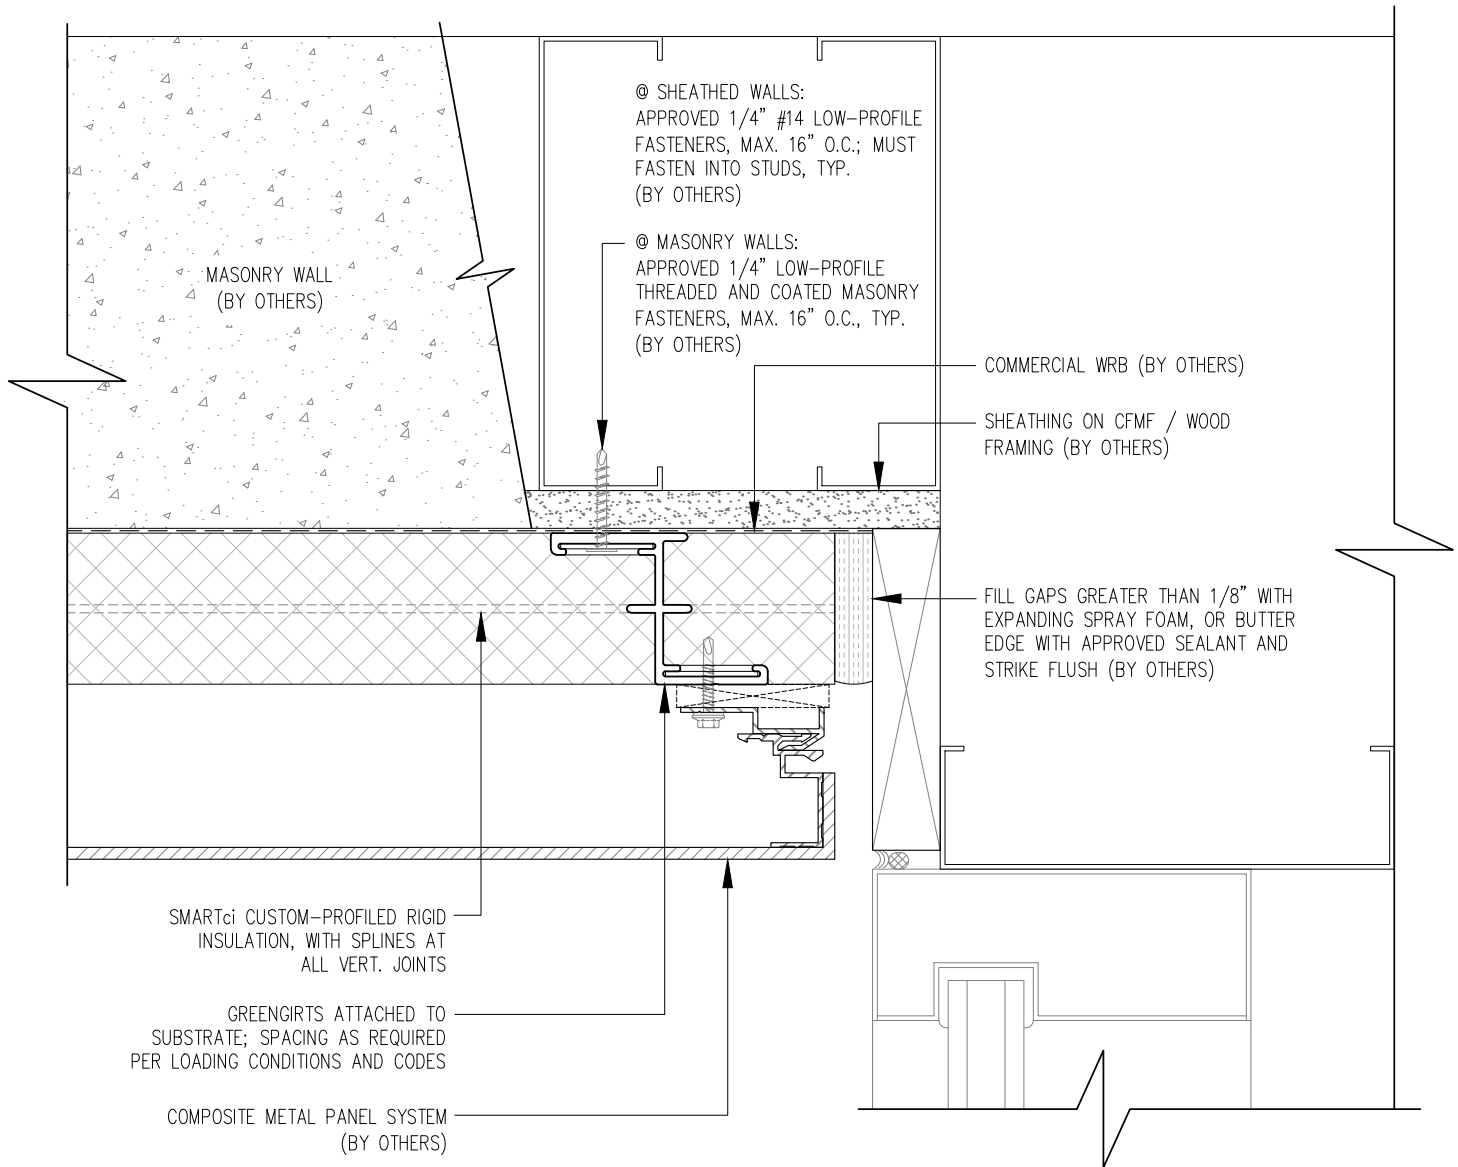 @ SHEATHED WALLS:
APPROVED 1/4" #14 LOW-PROFILE
FASTENERS, MAX. 16" O.C.; MUST
FASTEN INTO STUDS, TYP.
(BY OTHERS)
@ MASONRY WALLS:
APPROVED 1/4" LOW-PROFILE
THREADED AND COATED MASONRY
FASTENERS, MAX. 16" O.C., TYP.
(BY OTHERS)
MASONRY WALL
(BY OTHERS)
COMMERCIAL WRB (BY OTHERS)
SHEATHING ON CFMF / WOOD
FRAMING (BY OTHERS)
FILL GAPS GREATER THAN 1/8" WITH
EXPANDING SPRAY FOAM, OR BUTTER
EDGE WITH APPROVED SEALANT AND
STRIKE FLUSH (BY OTHERS)
SMARTci CUSTOM-PROFILED RIGID
INSULATION, WITH SPLINES AT
ALL VERT. JOINTS
GREENGIRTS ATTACHED TO
SUBSTRATE; SPACING AS REQUIRED
PER LOADING CONDITIONS AND CODES
COMPOSITE METAL PANEL SYSTEM
(BY OTHERS)